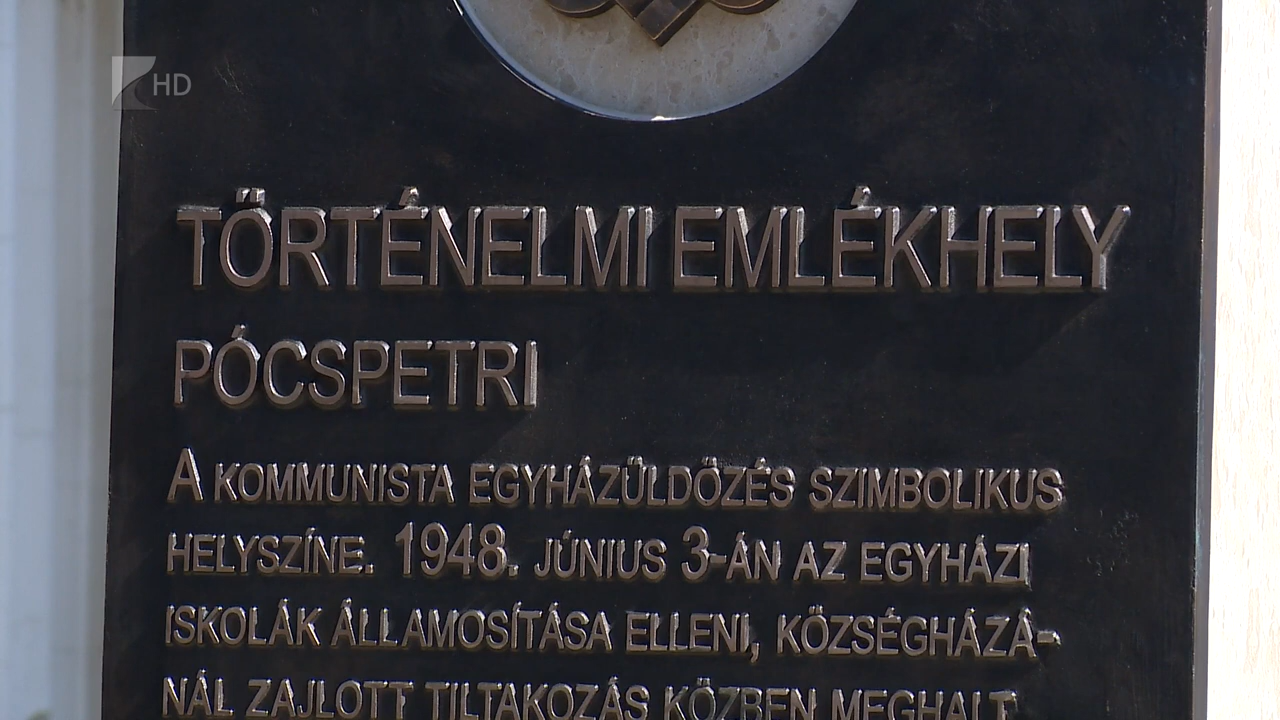 HD
TÖRTÉNELMI EMLÉKHELY
PÓCSPETRI
A KOMMUNISTA EGYHÁZÜLDÖZÉS SZIMBOLIKUS
HELYSZÍNE. 1948. JÚNIUS 3-ÁN AZ EGYHÁZI
ISKOLÁK ÁLLAMOSÍTÁSA ELLENI, KÖZSÉGHÁZÁ-
NÁL ZAJLOTT TILTAKOZÁS KÖZBEN MEGHALT